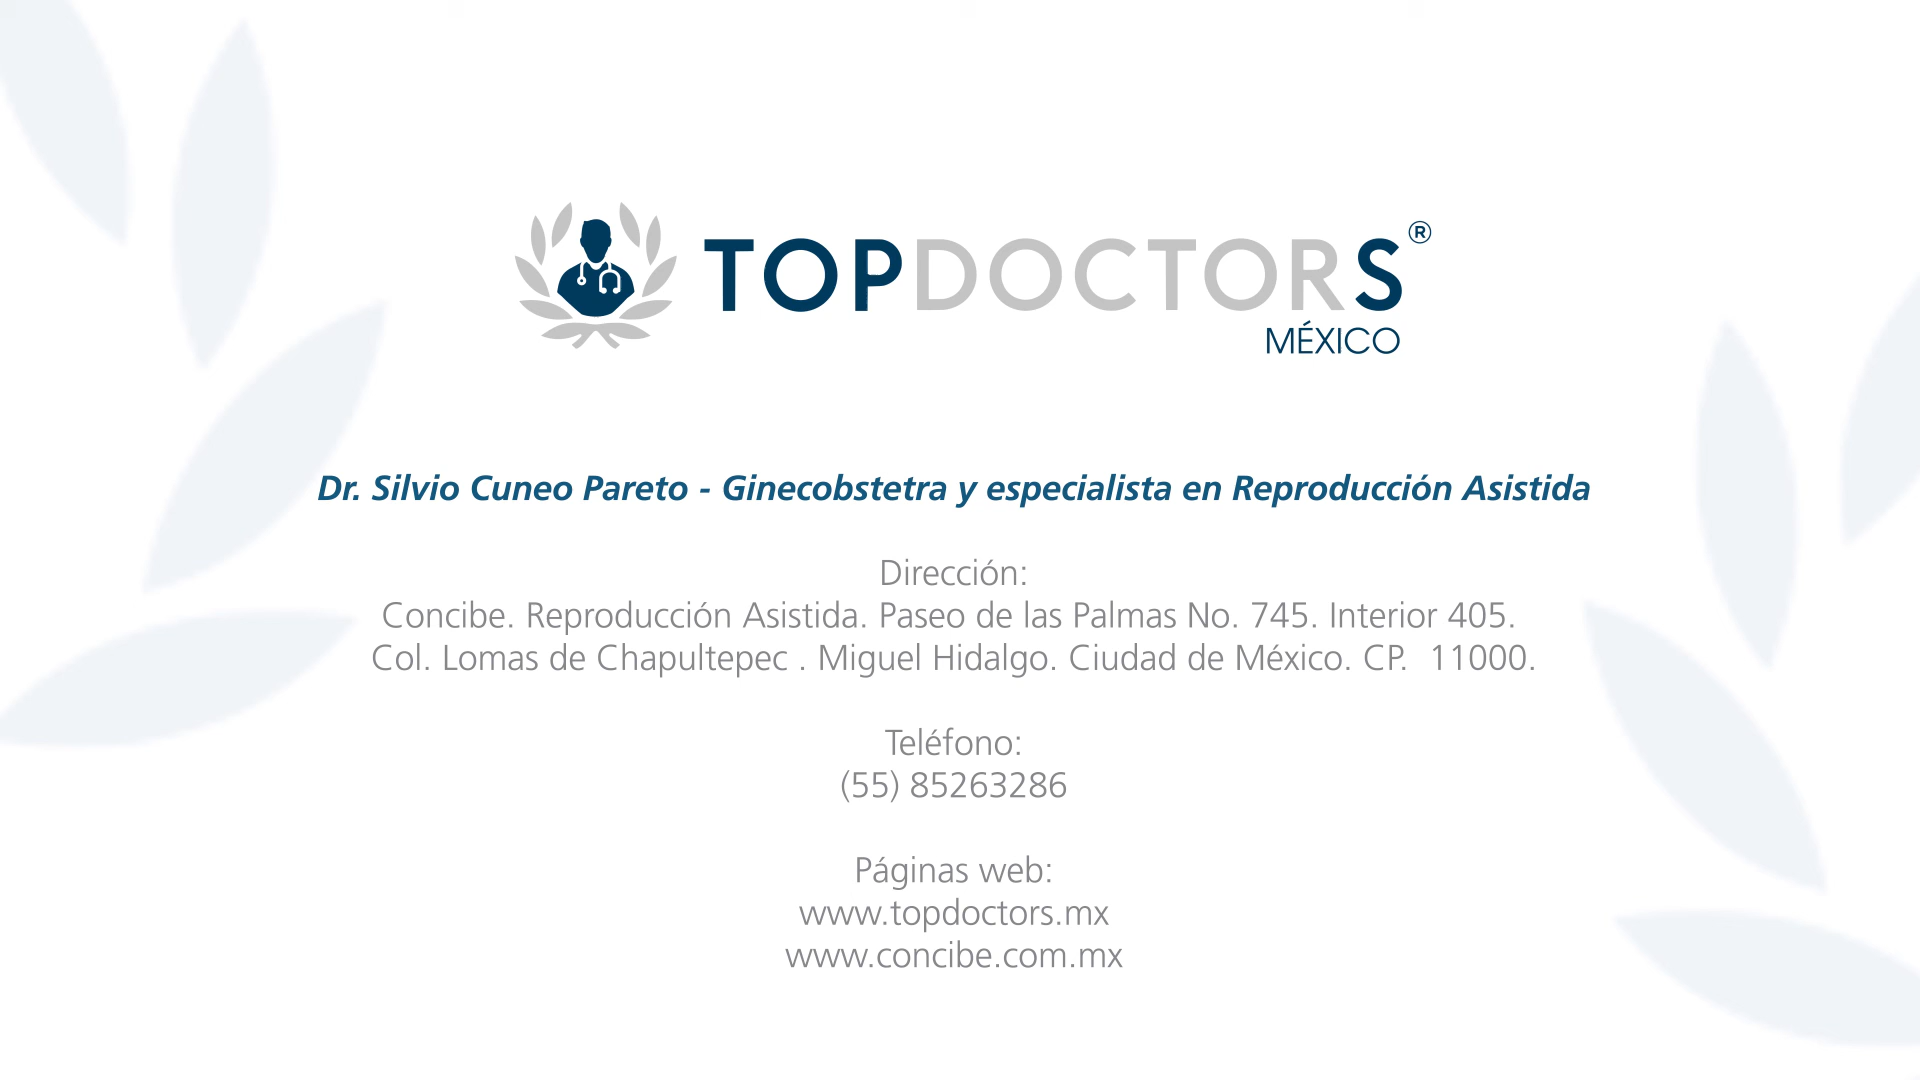 TOPDOCTORS®
MÉXICO
Dr. Silvio Cuneo Pareto - Ginecobstetra y especialista en Reproducción Asistida
Dirección:
Concibe. Reproducción Asistida. Paseo de las Palmas No. 745. Interior 405.
Col. Lomas de Chapultepec . Miguel Hidalgo. Ciudad de México. CP.  11000.
Teléfono:
(55) 85263286
Páginas web:
www.topdoctors.mx
www.concibe.com.mx